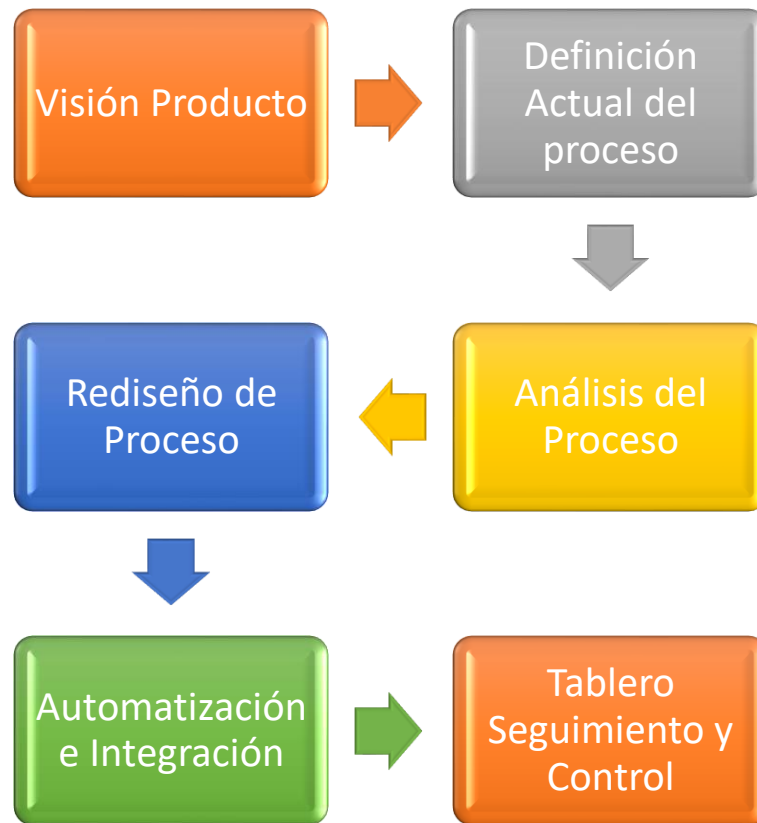 Visión Producto
Definición
Actual del
proceso
Análisis del
Proceso
Rediseño de
Proceso
Automatización
e Integración
Tablero
Seguimiento y
Control